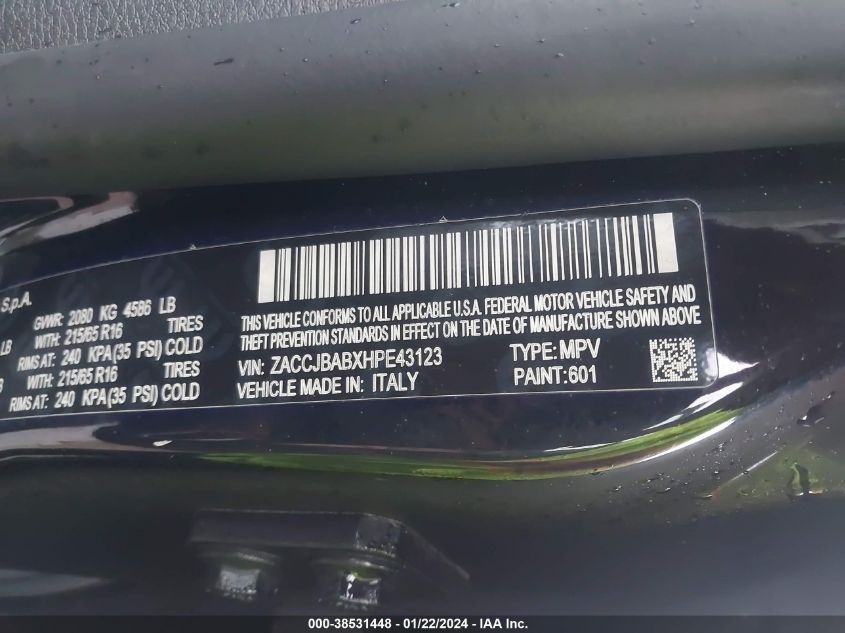 S.p.A.
GVWR: 2080 KG 4586 LB
LB WITH: 215/65 R16 TIRES
RIMS AT: 240 KPA(35 PSI) COLD
WITH: 215/65 R16 TIRES
RIMS AT: 240 KPA(35 PSI) COLD
THIS VEHICLE CONFORMS TO ALL APPLICABLE U.S.A. FEDERAL MOTOR VEHICLE SAFETY AND
THEFT PREVENTION STANDARDS IN EFFECT ON THE DATE OF MANUFACTURE SHOWN ABOVE
VIN: ZACCJBABXHPE43123 TYPE: MPV
VEHICLE MADE IN: ITALY PAINT:601
000-38531448 - 01/22/2024 - IAA Inc.